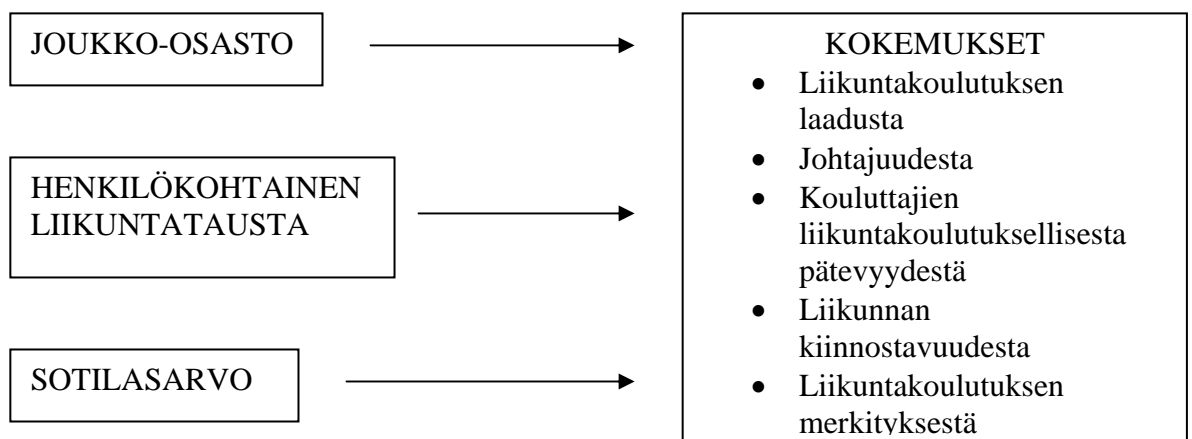 JOUKKO-OSASTO
HENKILÖKOHTAINEN
LIIKUNTATAUSTA
SOTILASARVO
KOKEMUKSET
• Liikuntakoulutuksen
laadusta
• Johtajuudesta
• Kouluttajien
liikuntakoulutuksellisesta
pätevyydestä
• Liikunnan
kiinnostavuudesta
• Liikuntakoulutuksen
merkityksestä